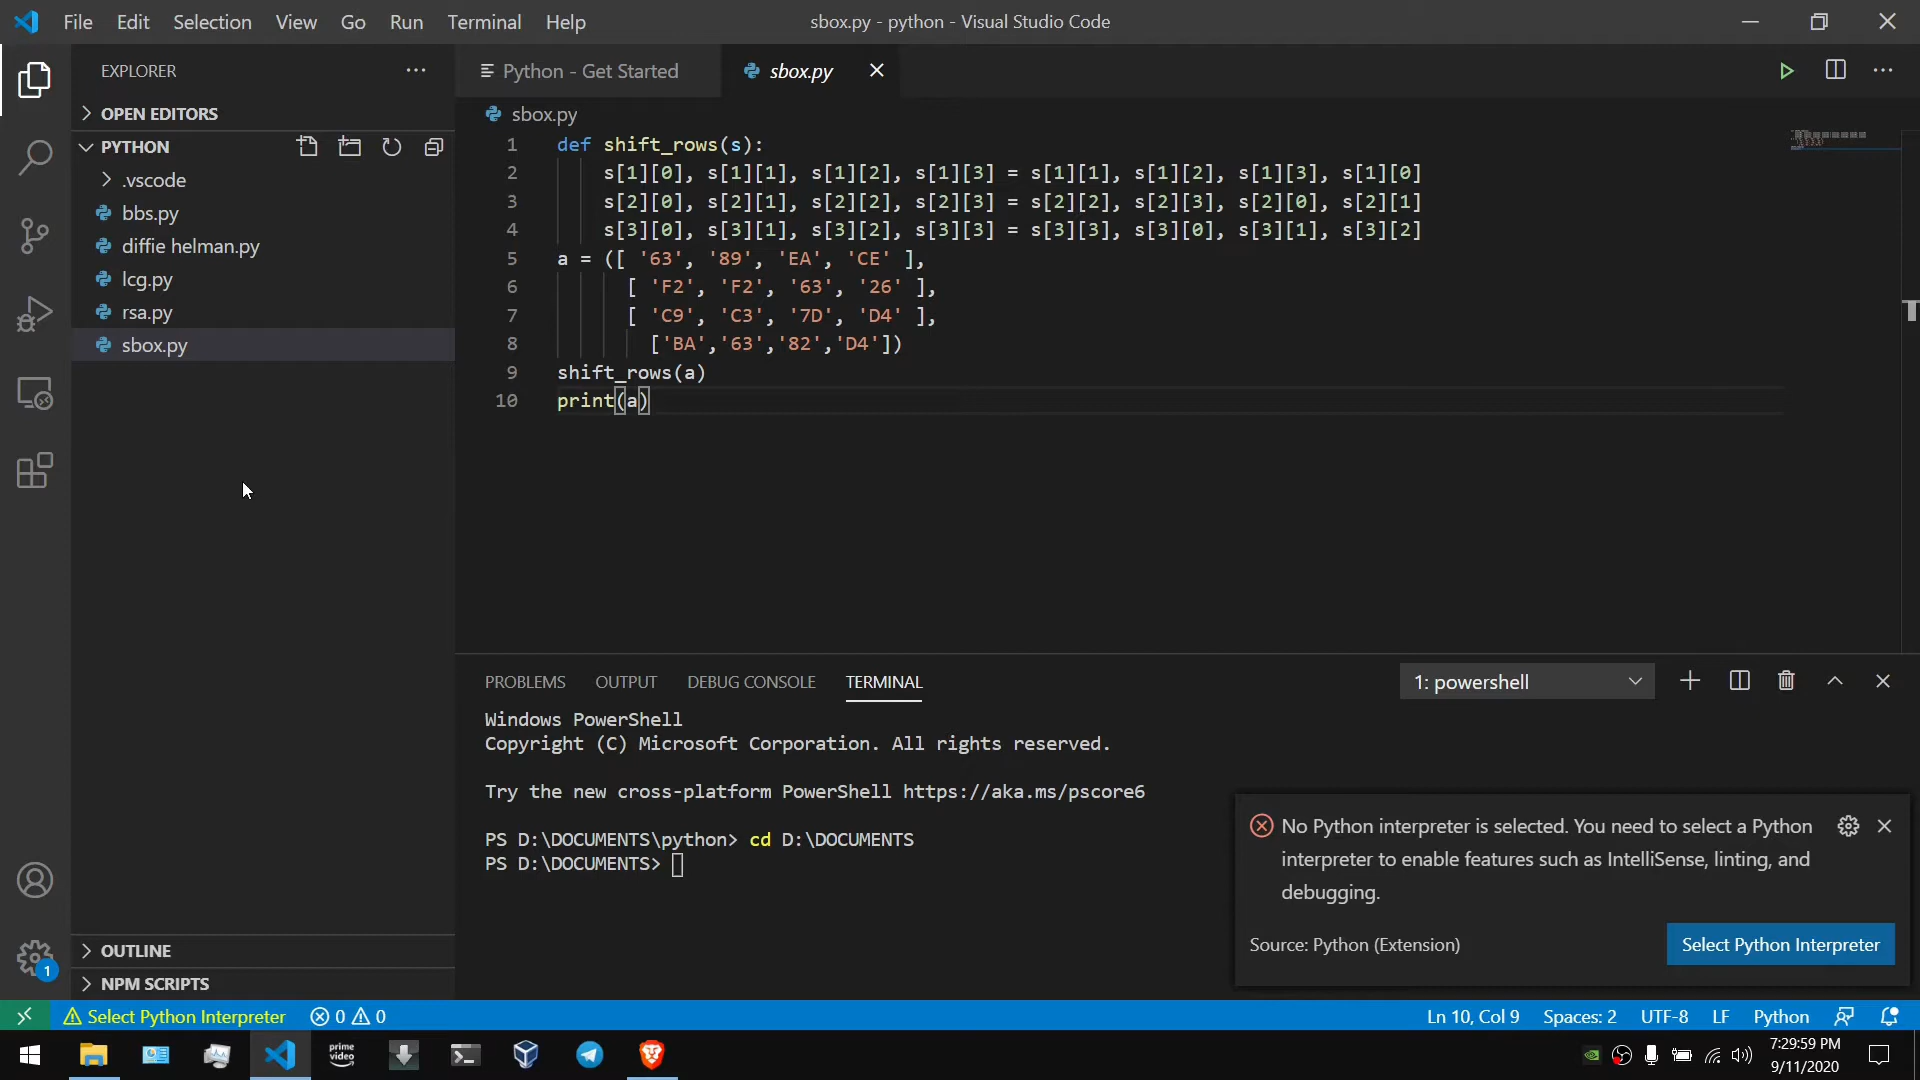 File Edit Selection View Go Run Terminal Help sbox.py - python - Visual Studio Code
EXPLORER
Python - Get Started sbox.py
OPEN EDITORS
PYTHON
.vscode
bbs.py
diffie helman.py
lcg.py
rsa.py
sbox.py
OUTLINE
NPM SCRIPTS
1
sbox.py
1 def shift_rows(s):
2 s[1][0], s[1][1], s[1][2], s[1][3] = s[1][1], s[1][2], s[1][3], s[1][0]
3 s[2][0], s[2][1], s[2][2], s[2][3] = s[2][2], s[2][3], s[2][0], s[2][1]
4 s[3][0], s[3][1], s[3][2], s[3][3] = s[3][3], s[3][0], s[3][1], s[3][2]
5 a = ([ '63', '89', 'EA', 'CE' ],
6 [ 'F2', 'F2', '63', '26' ],
7 [ 'C9', 'C3', '7D', 'D4' ],
8 ['BA','63','82','D4'])
9 shift_rows(a)
10 print(a)
PROBLEMS OUTPUT DEBUG CONSOLE TERMINAL 1: powershell
Windows PowerShell
Copyright (C) Microsoft Corporation. All rights reserved.
Try the new cross-platform PowerShell https://aka.ms/pscore6
PS D:\DOCUMENTS\python> cd D:\DOCUMENTS
PS D:\DOCUMENTS>
No Python interpreter is selected. You need to select a Python
interpreter to enable features such as IntelliSense, linting, and
debugging.
Source: Python (Extension) Select Python Interpreter
Select Python Interpreter 0 0 Ln 10, Col 9 Spaces: 2 UTF-8 LF Python
prime
video
7:29:59 PM
9/11/2020